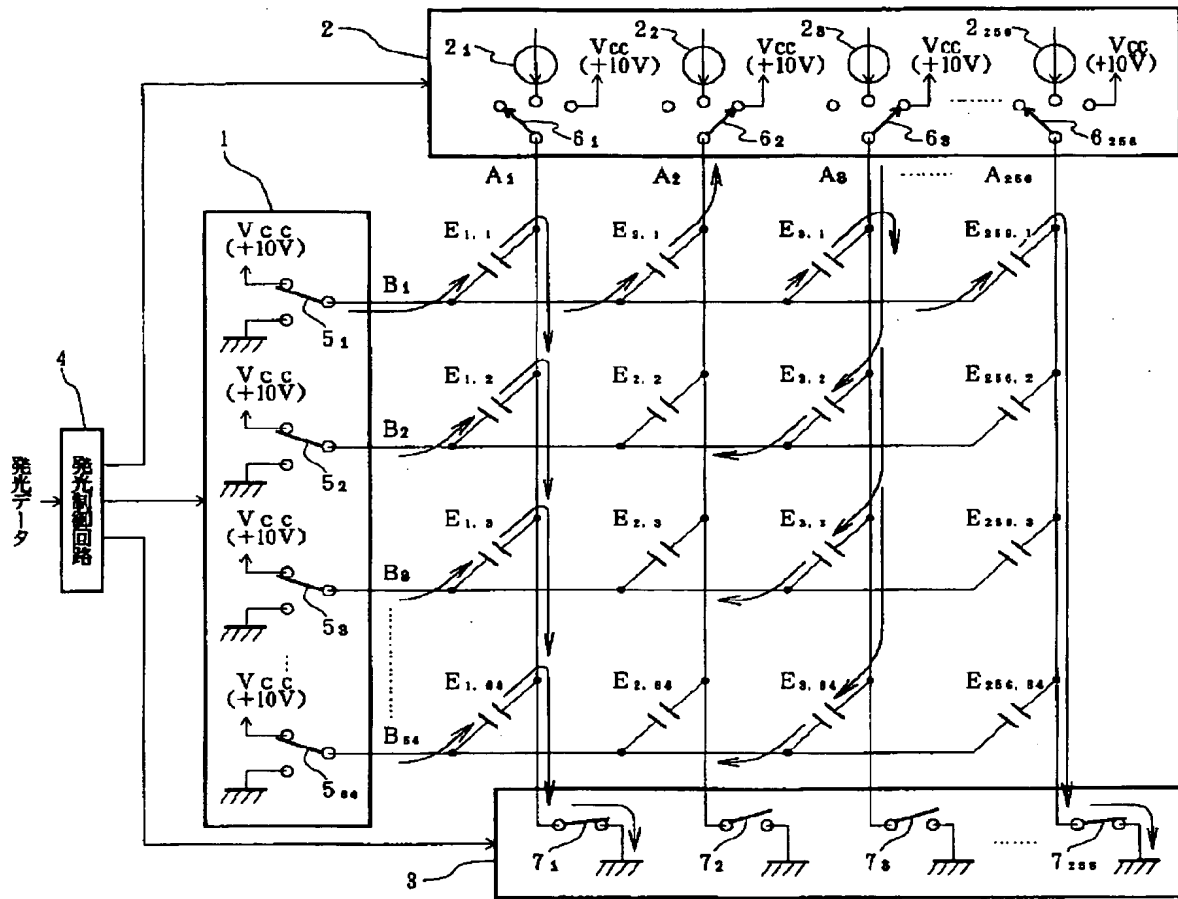 2
2₁ 2₂ 2₃ 2₂₅₆
Vcc Vcc Vcc Vcc
(+10V) (+10V) (+10V) (+10V)
6₁ 6₂ 6₃ 6₂₅₆
1
A₁ A₂ A₃ A₂₅₆
Vcc
(+10V)
E₁,₁ E₂,₁ E₃,₁ E₂₅₆,₁
B₁
5₁
4
Vcc
(+10V)
E₁,₂ E₂,₂ E₃,₂ E₂₅₆,₂
B₂
5₂
発光データ
発光制御回路
Vcc
(+10V)
E₁,₃ E₂,₃ E₃,₃ E₂₅₆,₃
B₃
5₃
Vcc
(+10V)
E₁,₆₄ E₂,₆₄ E₃,₆₄ E₂₅₆,₆₄
B₆₄
5₆₄
7₁ 7₂ 7₃ 7₂₅₆
3